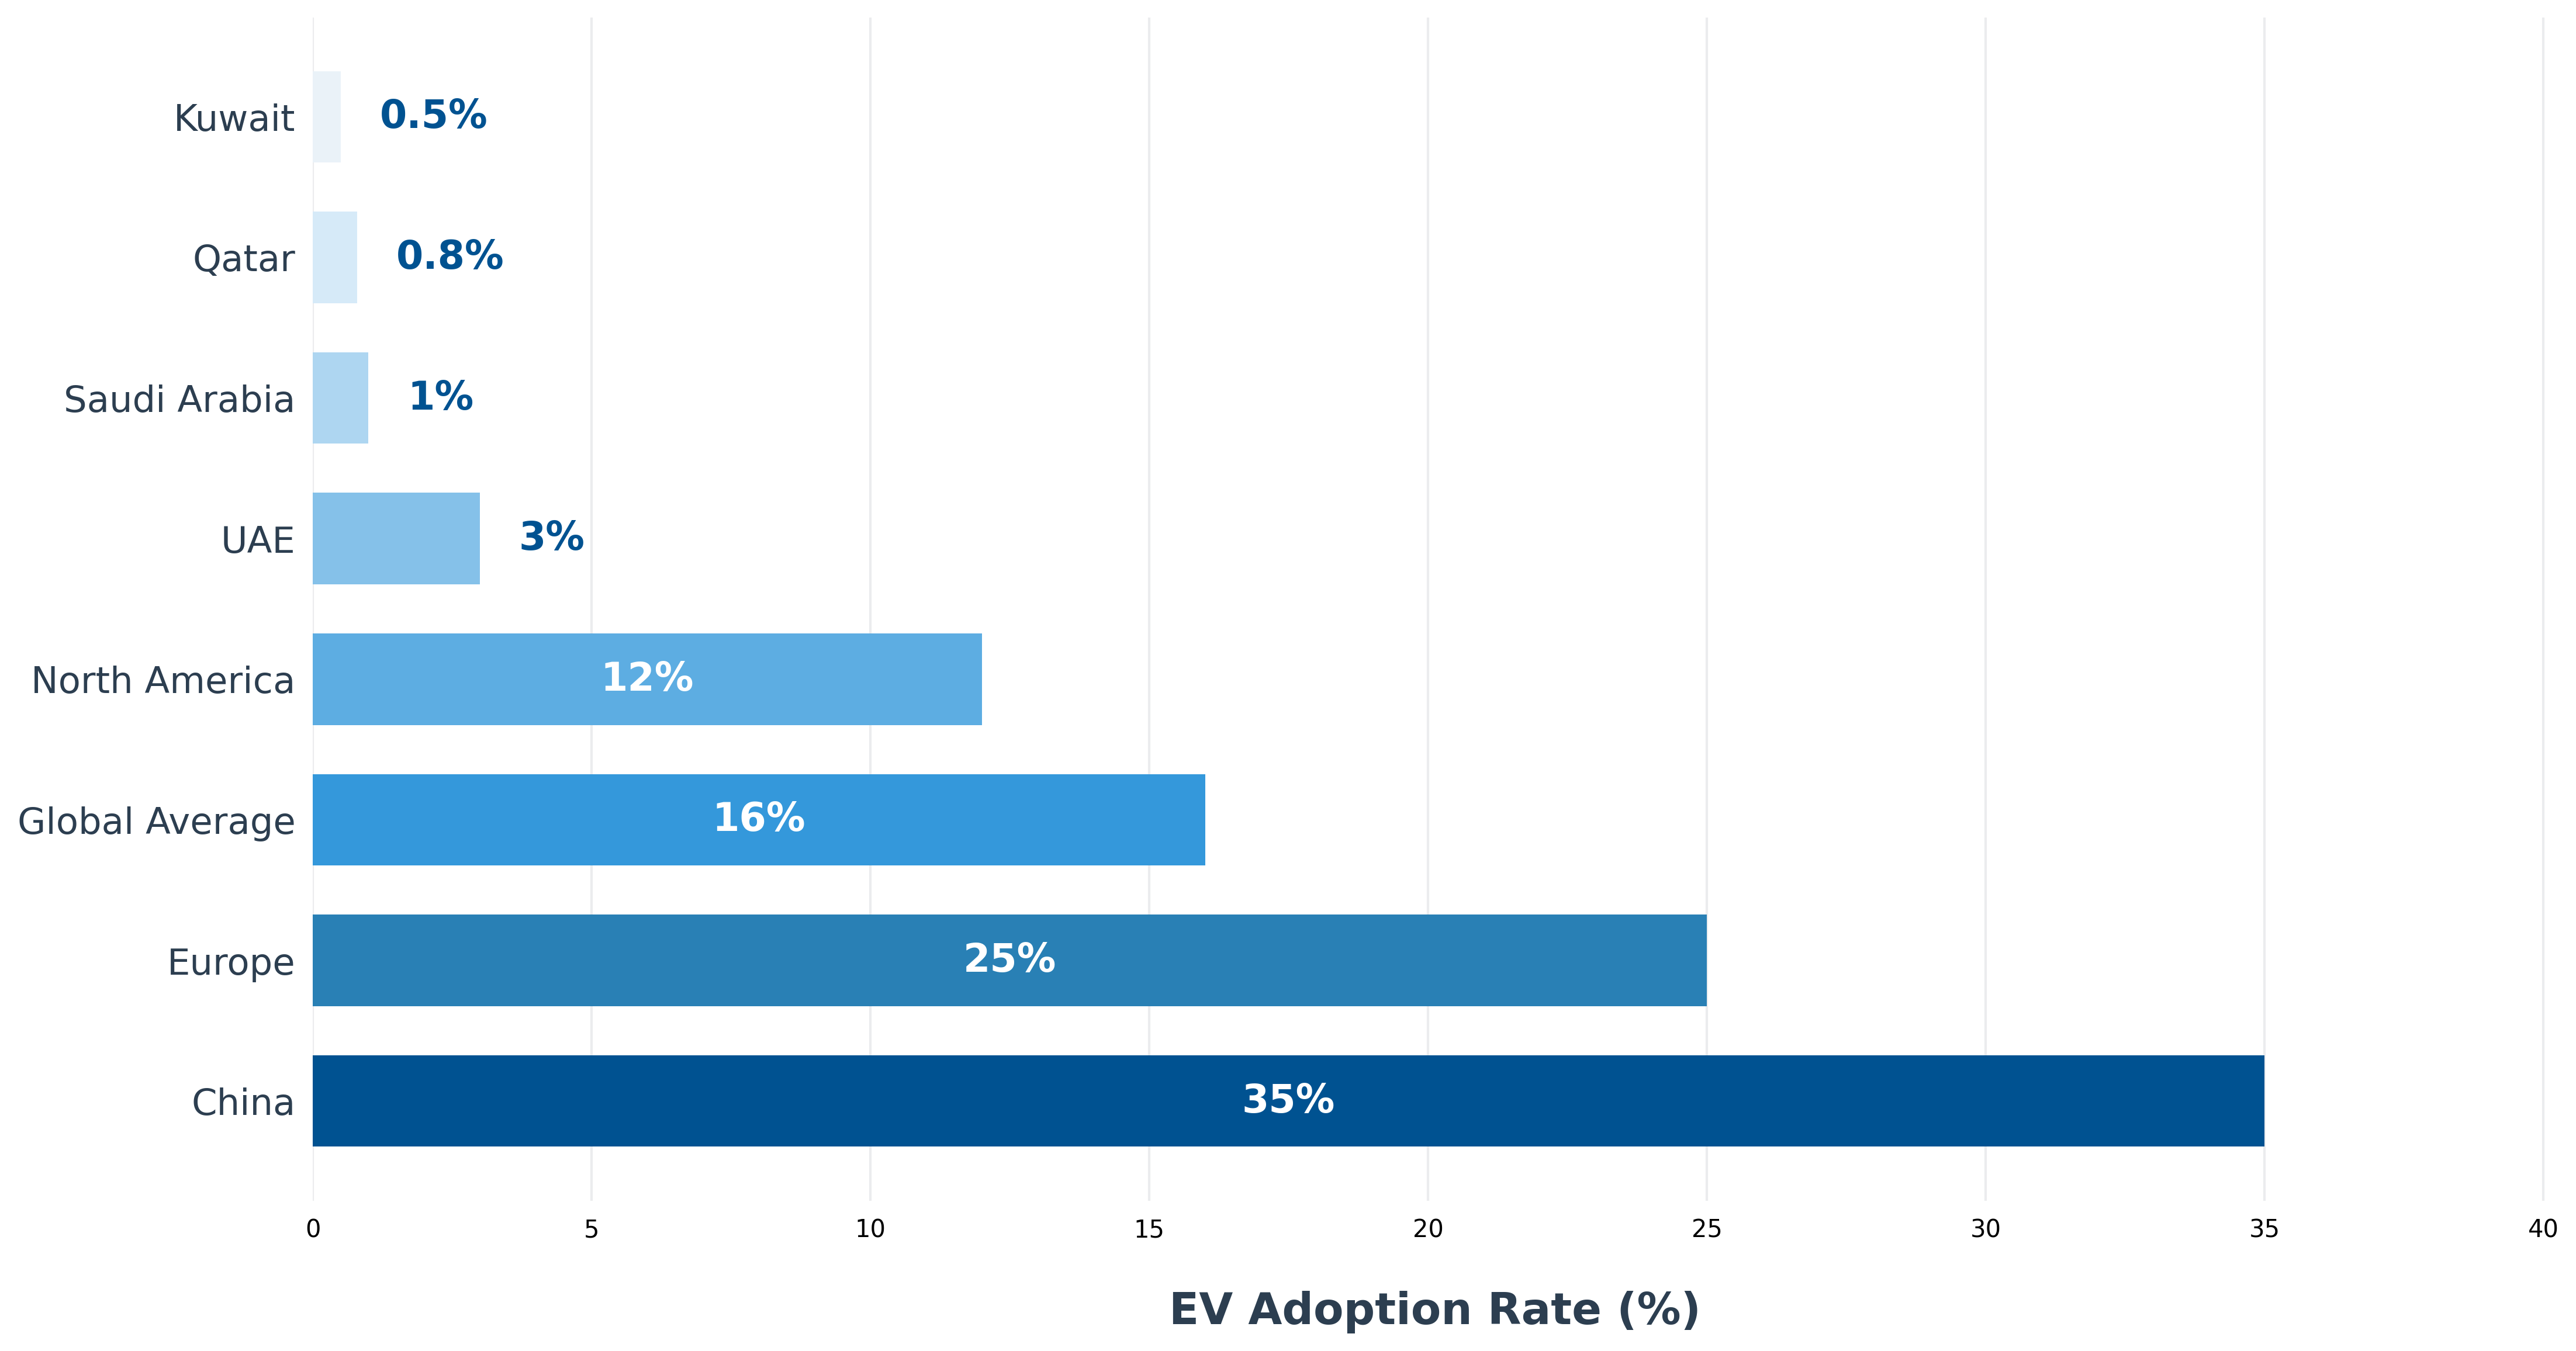 Kuwait 0.5%
Qatar 0.8%
Saudi Arabia 1%
UAE 3%
North America 12%
Global Average 16%
Europe 25%
China 35%
0 5 10 15 20 25 30 35 40
EV Adoption Rate (%)